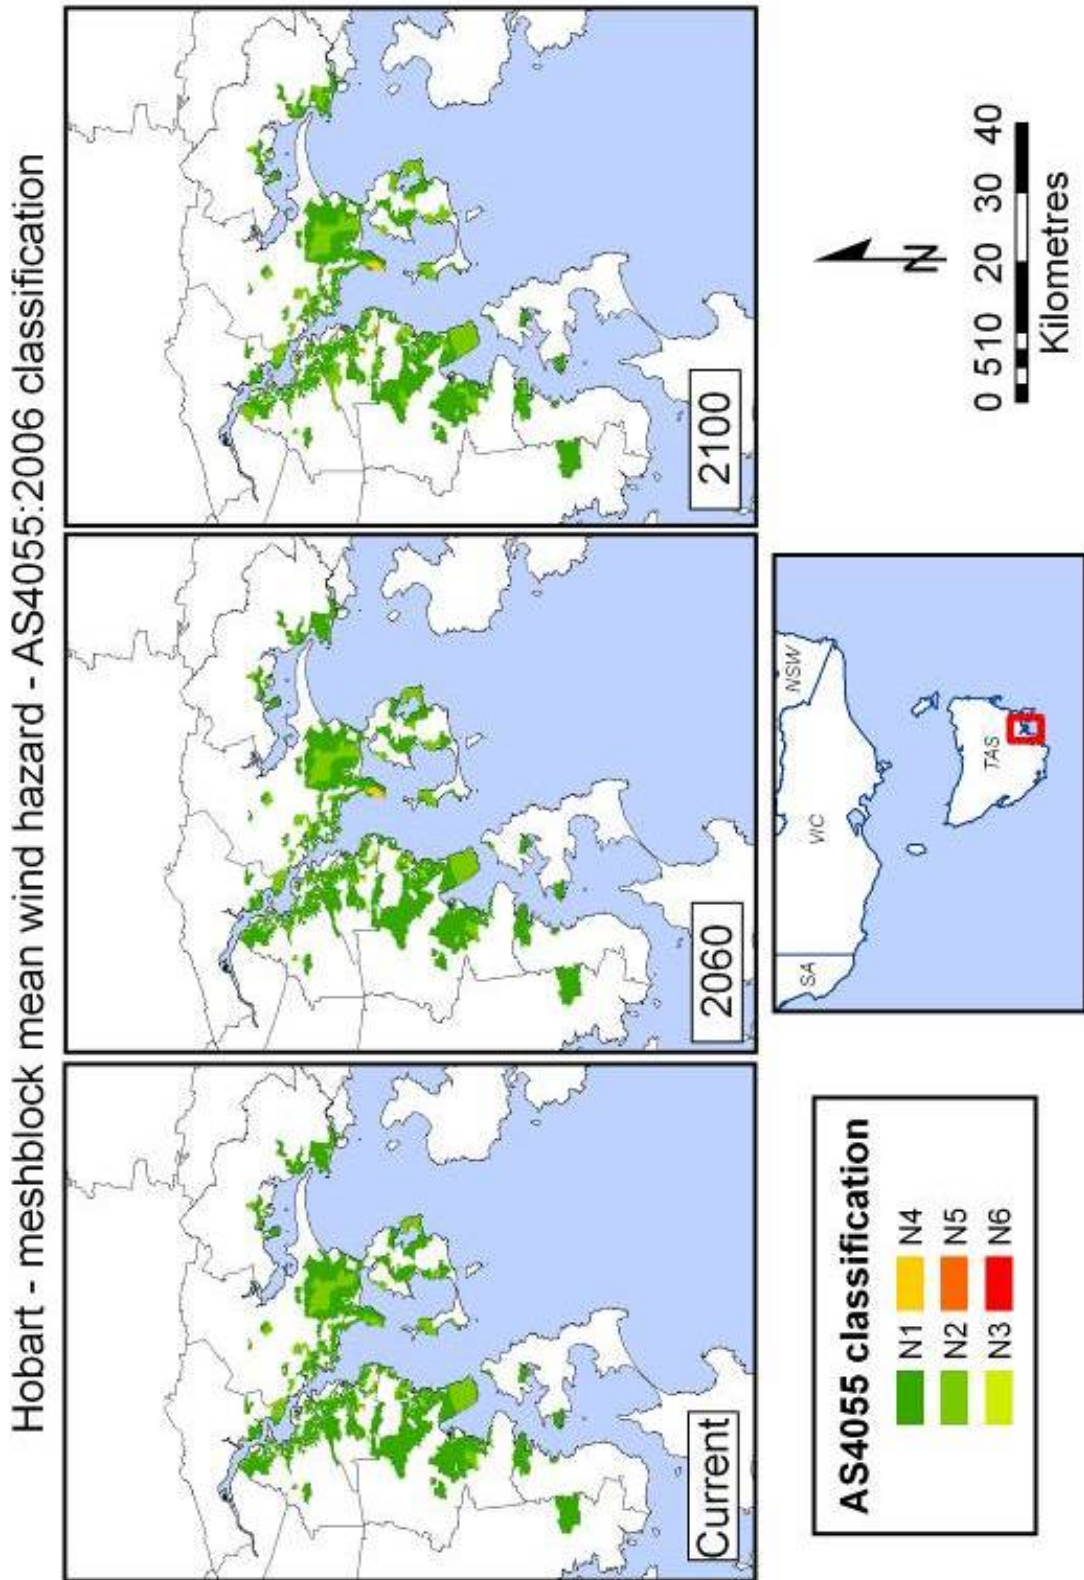 Hobart - meshblock mean wind hazard - AS4055:2006 classification
Current
2060
2100
AS4055 classification
N1 N4
N2 N5
N3 N6
SA
VIC
NSW
TAS
N
0 5 10 20 30 40
Kilometres